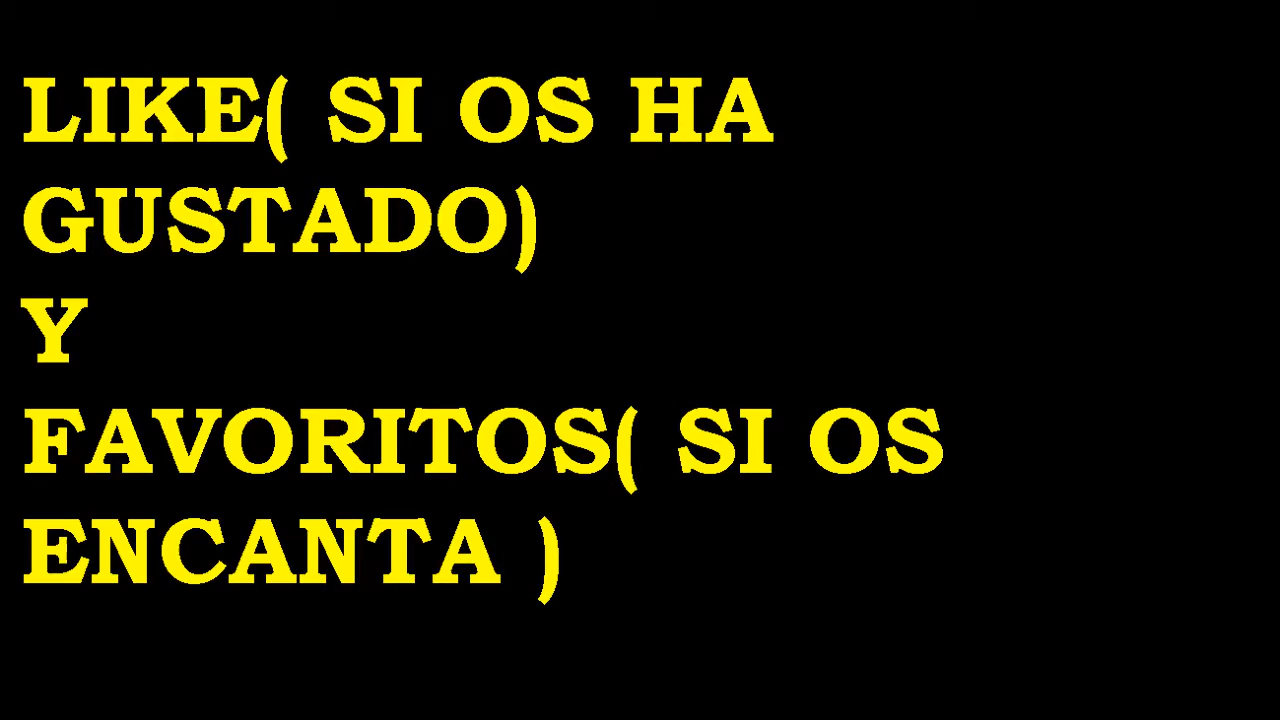 LIKE( SI OS HA
GUSTADO)
Y
FAVORITOS( SI OS
ENCANTA )